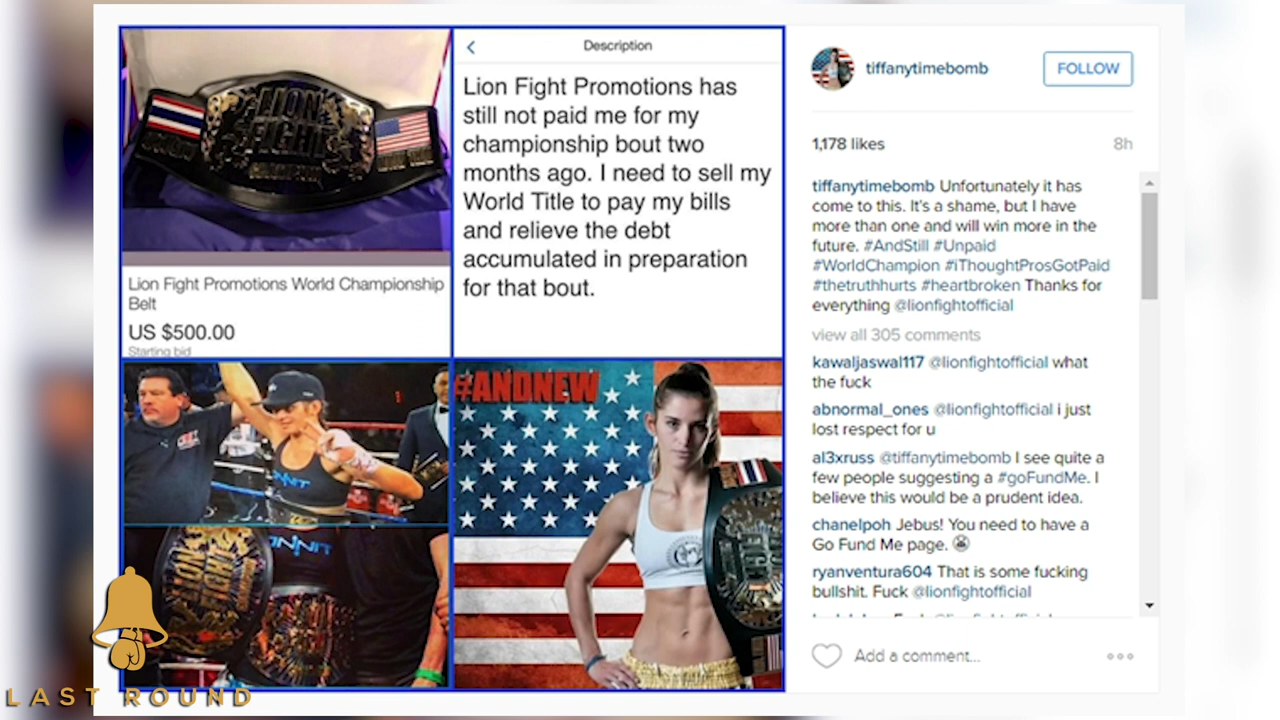 LION
FIGHT
Description
Lion Fight Promotions has
still not paid me for my
championship bout two
months ago. I need to sell my
World Title to pay my bills
and relieve the debt
accumulated in preparation
for that bout.
Lion Fight Promotions World Championship
Belt
US $500.00
Starting bid
#ANDNEW
LION
FIGHT
ONNIT
tiffanytimebomb
FOLLOW
1,178 likes
8h
tiffanytimebomb Unfortunately it has
come to this. It's a shame, but I have
more than one and will win more in the
future. #AndStill #Unpaid
#WorldChampion #iThoughtProsGotPaid
#thetruthhurts #heartbroken Thanks for
everything @lionfightofficial
view all 305 comments
kawaljaswal117 @lionfightofficial what
the fuck
abnormal_ones @lionfightofficial i just
lost respect for u
al3xruss @tiffanytimebomb I see quite a
few people suggesting a #goFundMe. I
believe this would be a prudent idea.
chanelpoh Jebus! You need to have a
Go Fund Me page. 😭
ryanventura604 That is some fucking
bullshit. Fuck @lionfightofficial
Add a comment...
LAST ROUND